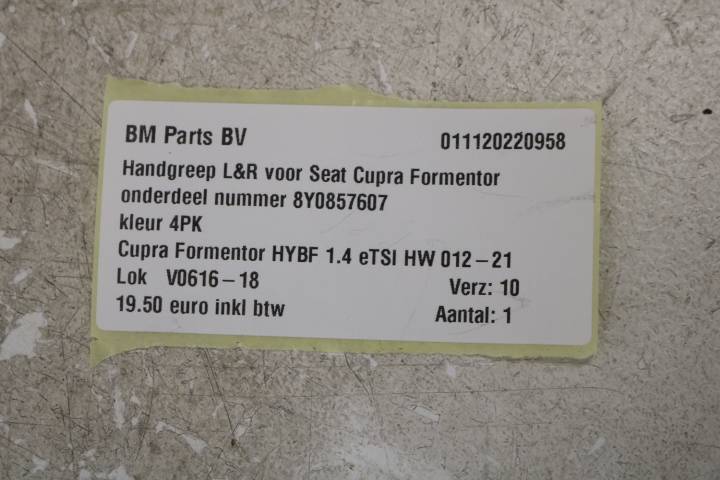 BM Parts BV 011120220958
Handgreep L&R voor Seat Cupra Formentor
onderdeel nummer 8Y0857607
kleur 4PK
Cupra Formentor HYBF 1.4 eTSI HW 012-21
Lok V0616-18 Verz: 10
19.50 euro inkl btw Aantal: 1